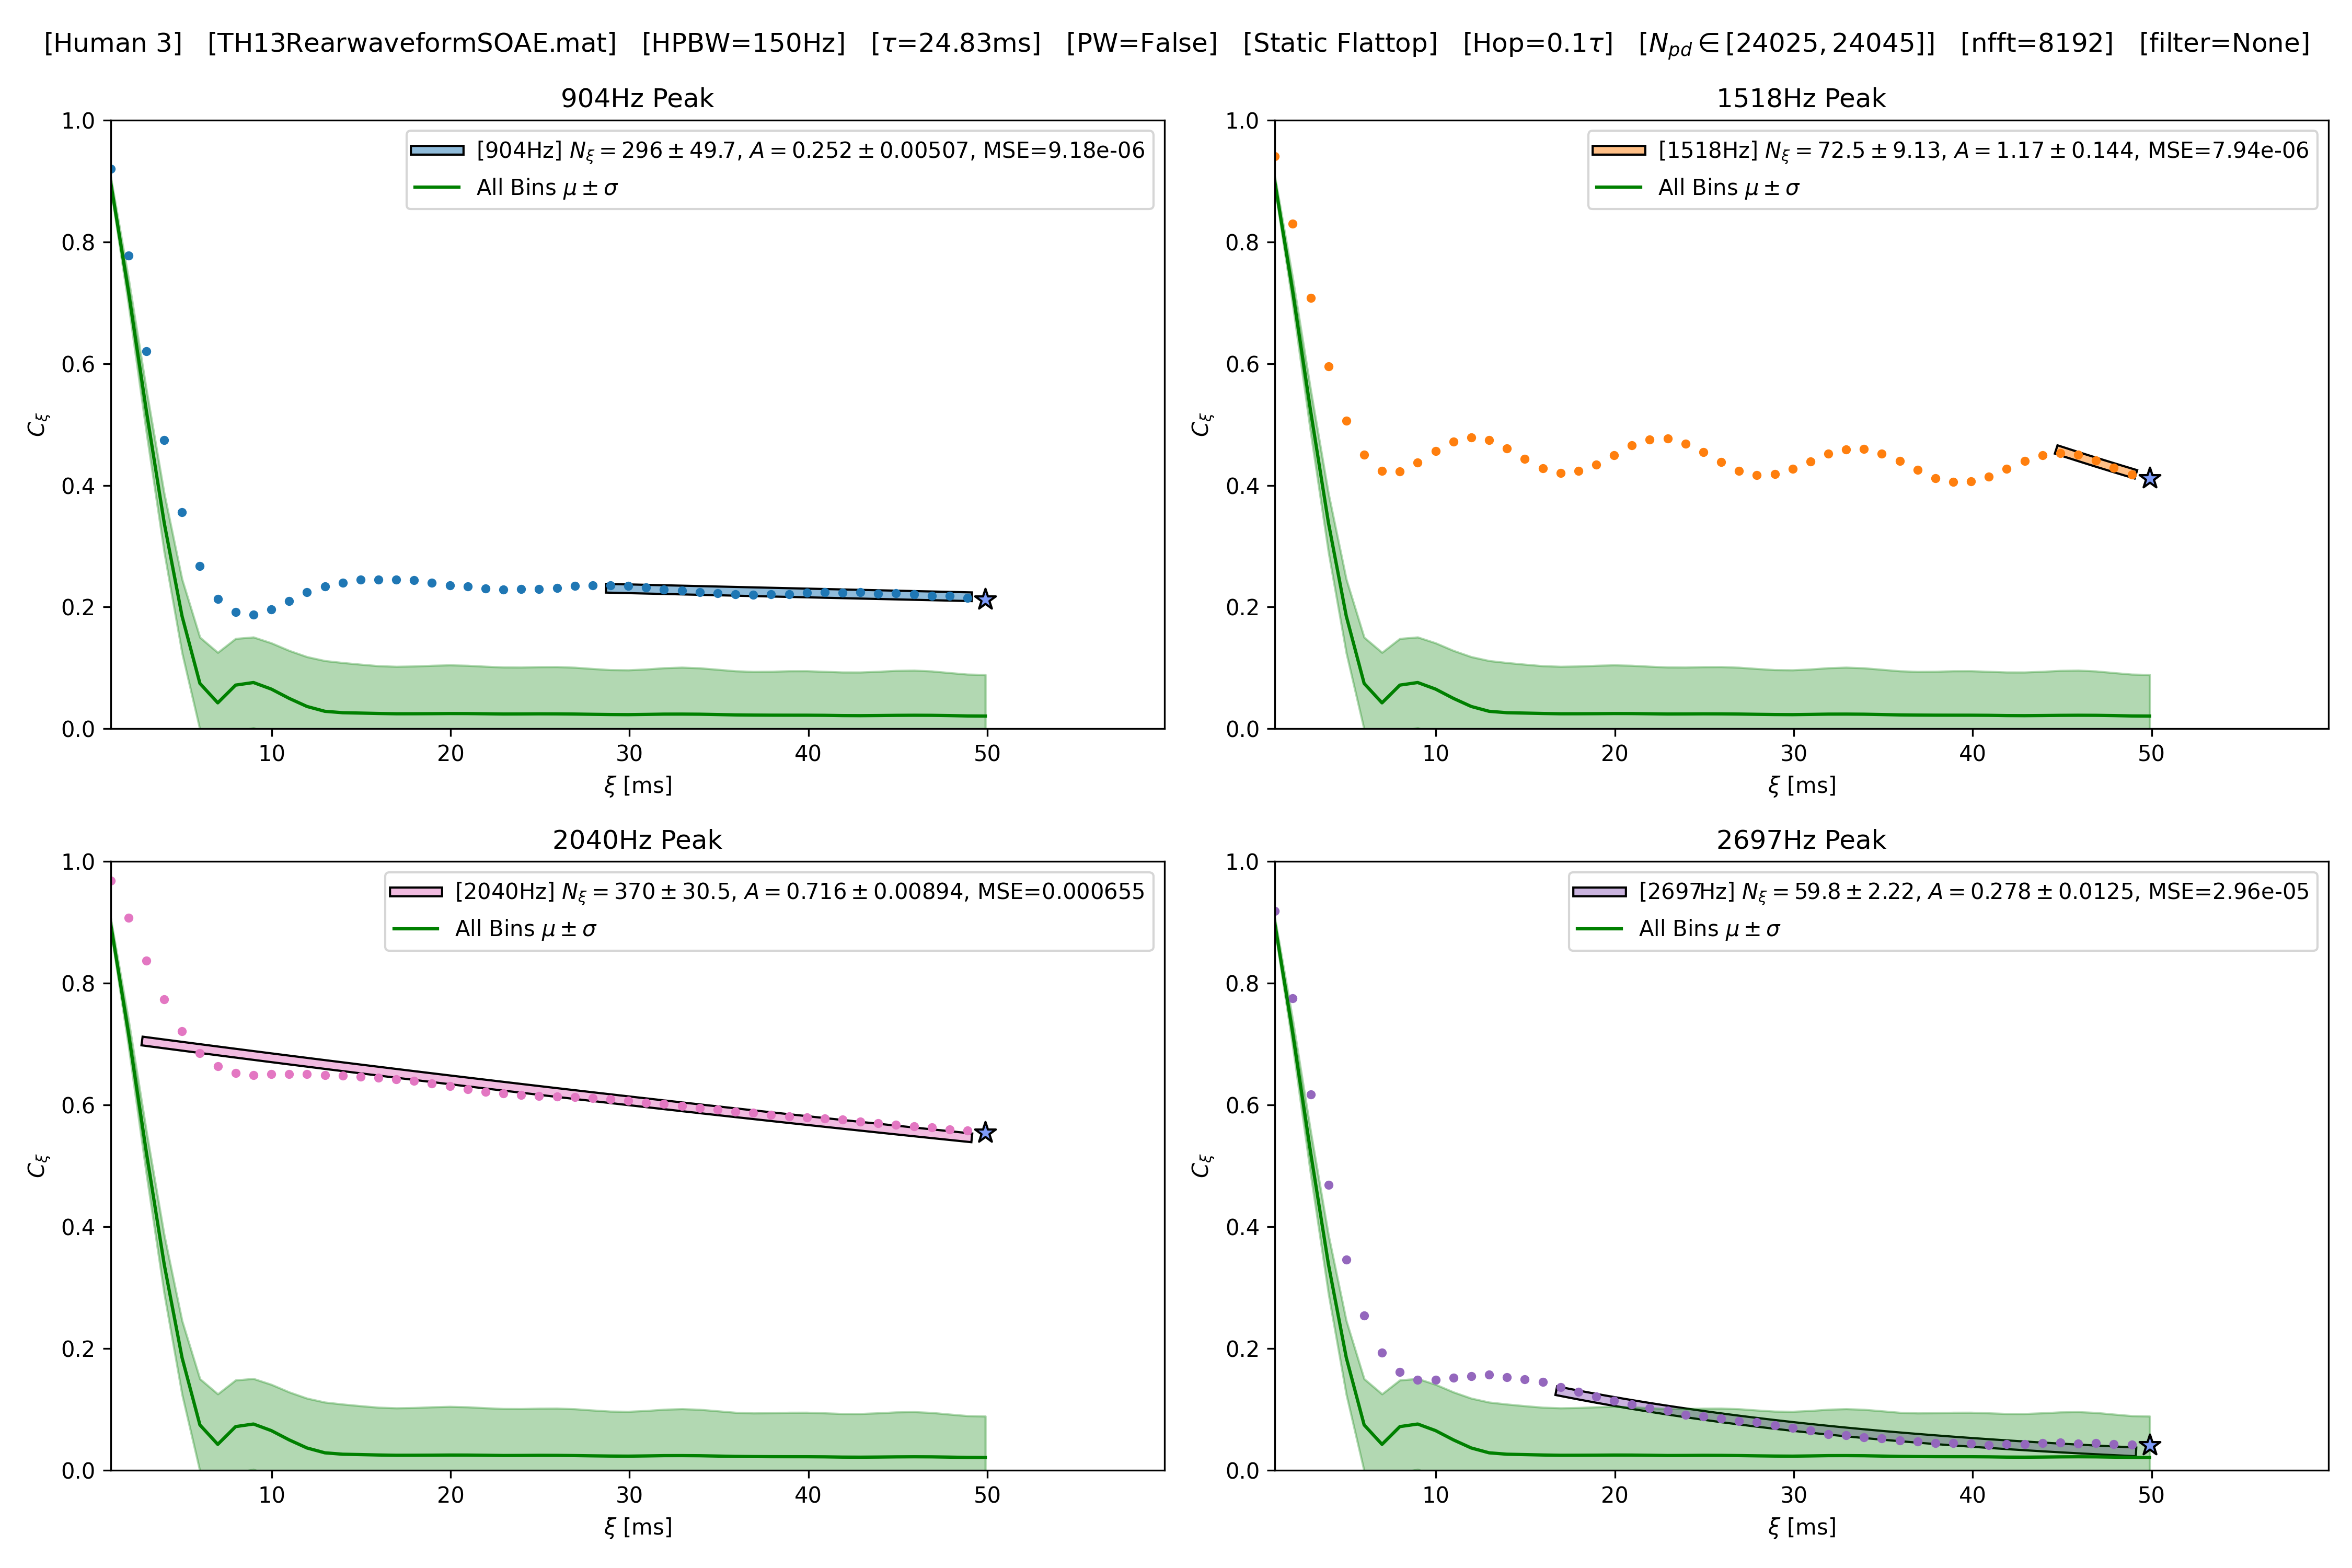 [Human 3] [TH13RearwaveformSOAE.mat] [HPBW=150Hz] [τ=24.83ms] [PW=False] [Static Flattop] [Hop=0.1τ] [N_pd ∈ [24025, 24045]] [nfft=8192] [filter=None]
904Hz Peak
[904Hz] N_ξ = 296 ± 49.7, A = 0.252 ± 0.00507, MSE=9.18e-06
All Bins μ ± σ
1.0
0.8
0.6
0.4
0.2
0.0
C_ξ
10 20 30 40 50
ξ [ms]
1518Hz Peak
[1518Hz] N_ξ = 72.5 ± 9.13, A = 1.17 ± 0.144, MSE=7.94e-06
All Bins μ ± σ
1.0
0.8
0.6
0.4
0.2
0.0
C_ξ
10 20 30 40 50
ξ [ms]
2040Hz Peak
[2040Hz] N_ξ = 370 ± 30.5, A = 0.716 ± 0.00894, MSE=0.000655
All Bins μ ± σ
1.0
0.8
0.6
0.4
0.2
0.0
C_ξ
10 20 30 40 50
ξ [ms]
2697Hz Peak
[2697Hz] N_ξ = 59.8 ± 2.22, A = 0.278 ± 0.0125, MSE=2.96e-05
All Bins μ ± σ
1.0
0.8
0.6
0.4
0.2
0.0
C_ξ
10 20 30 40 50
ξ [ms]